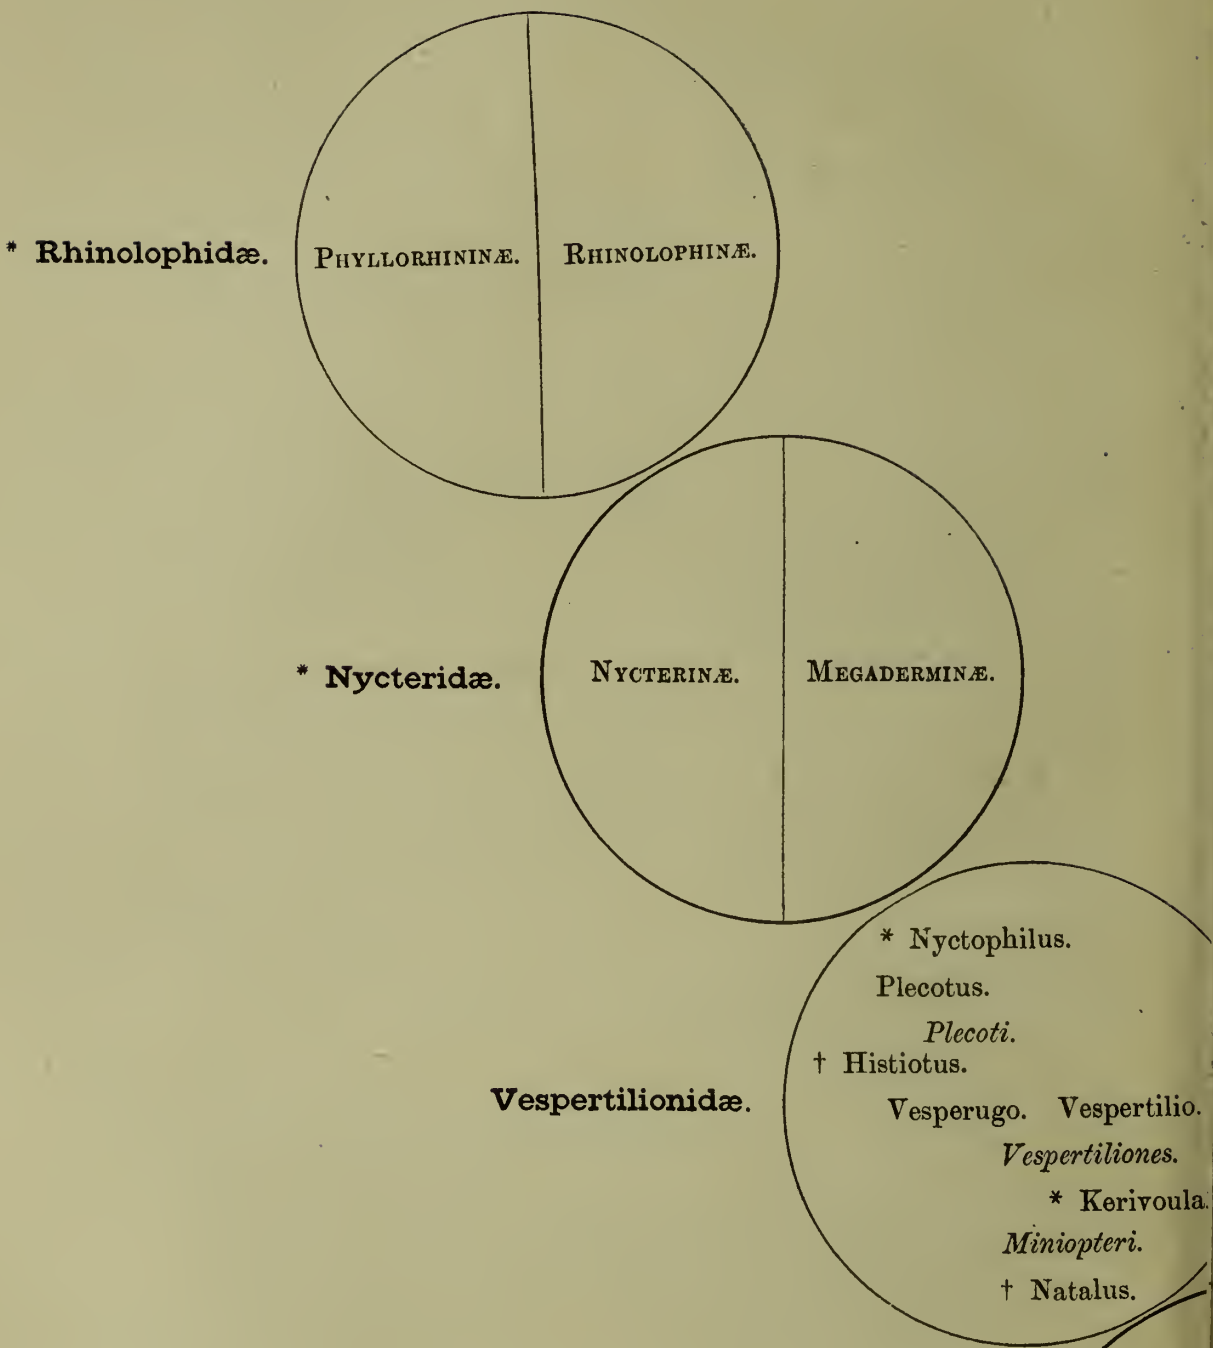 * Rhinolophidæ. PHYLLORHININÆ. RHINOLOPHINÆ.
* Nycteridæ. NYCTERINÆ. MEGADERMINÆ.
* Nyctophilus.
Plecotus.
Plecoti.
† Histiotus.
Vespertilionidæ.
Vesperugo. Vespertilio.
Vespertiliones.
* Kerivoula.
Miniopteri.
† Natalus.